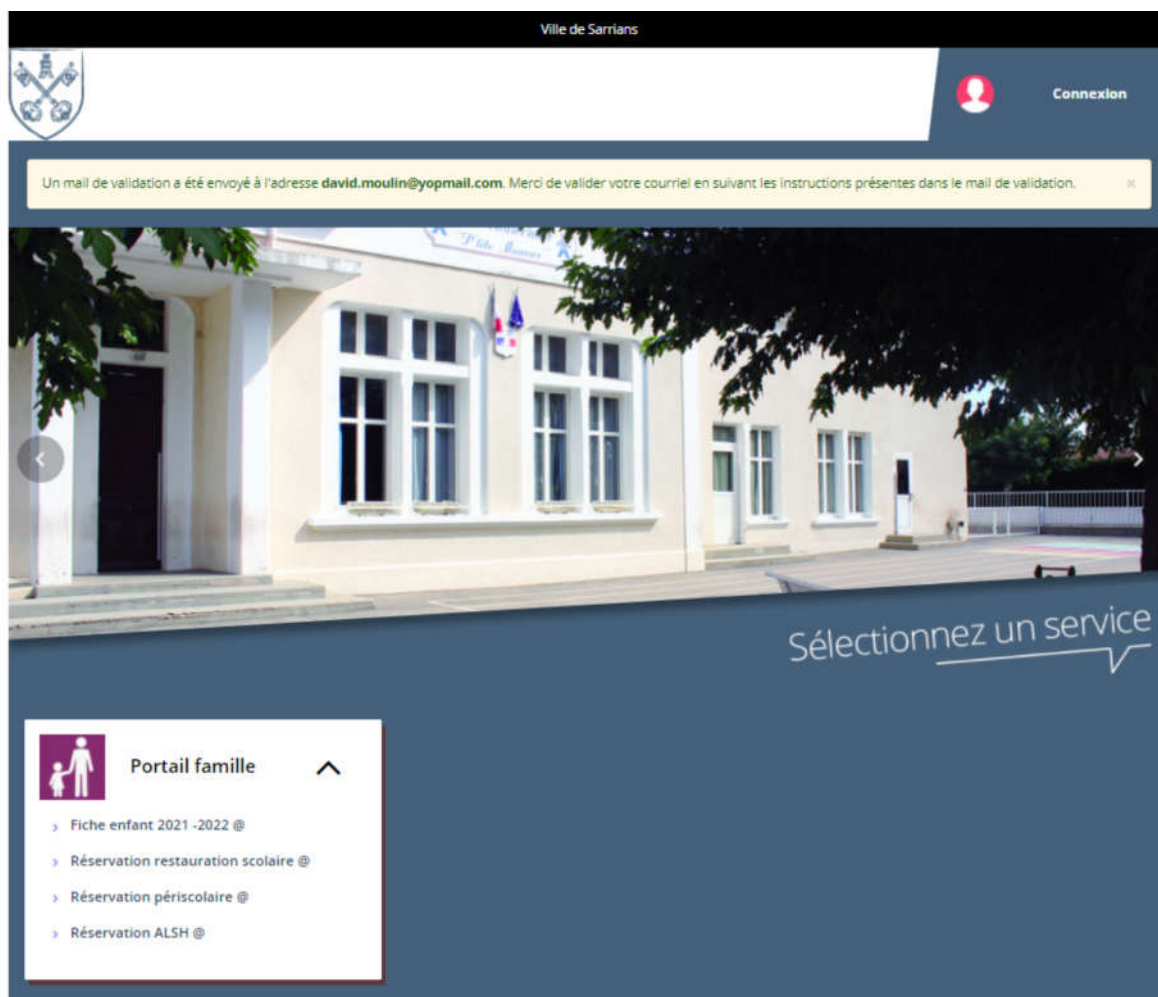 Ville de Sarrians
Connexion
Un mail de validation a été envoyé à l'adresse david.moulin@yopmail.com. Merci de valider votre courriel en suivant les instructions présentes dans le mail de validation.
P'tits Mômes
Sélectionnez un service
Portail famille
Fiche enfant 2021 -2022 @
Réservation restauration scolaire @
Réservation périscolaire @
Réservation ALSH @